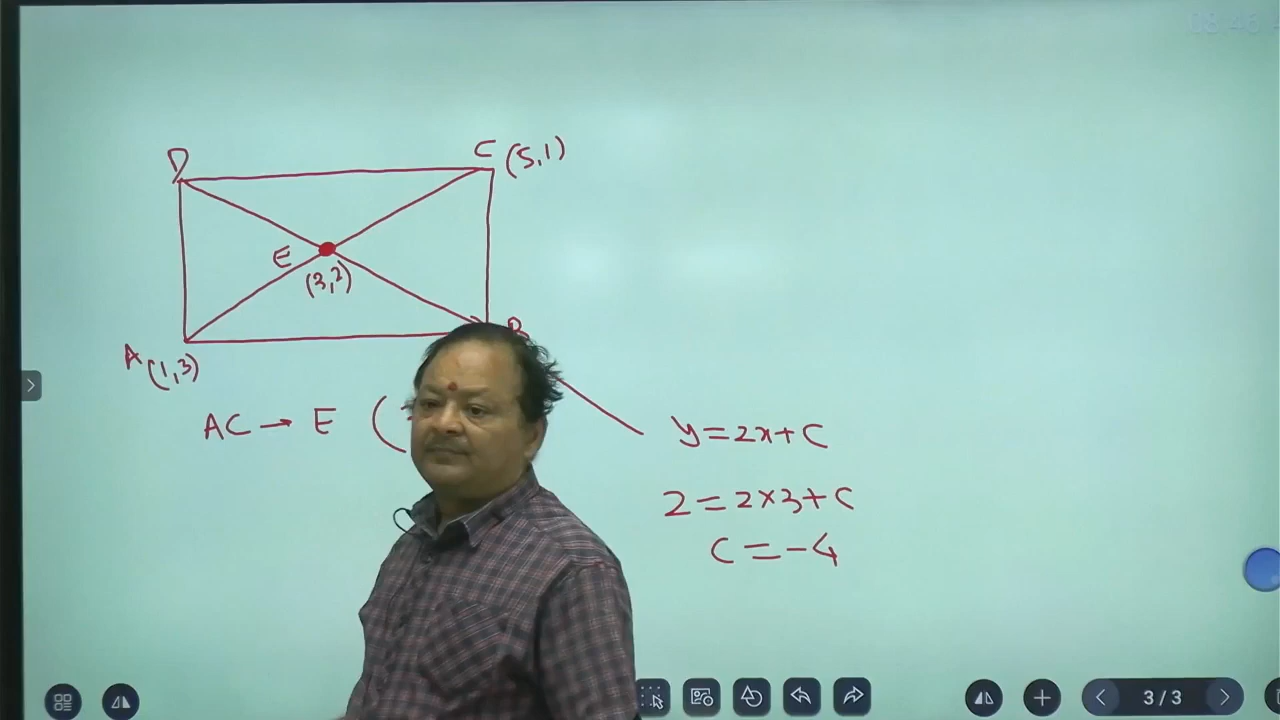 D
C (5,1)
E
(3,2)
B
A (1,3)
AC → E (
y=2x+C
2=2×3+C
C=-4
3/3